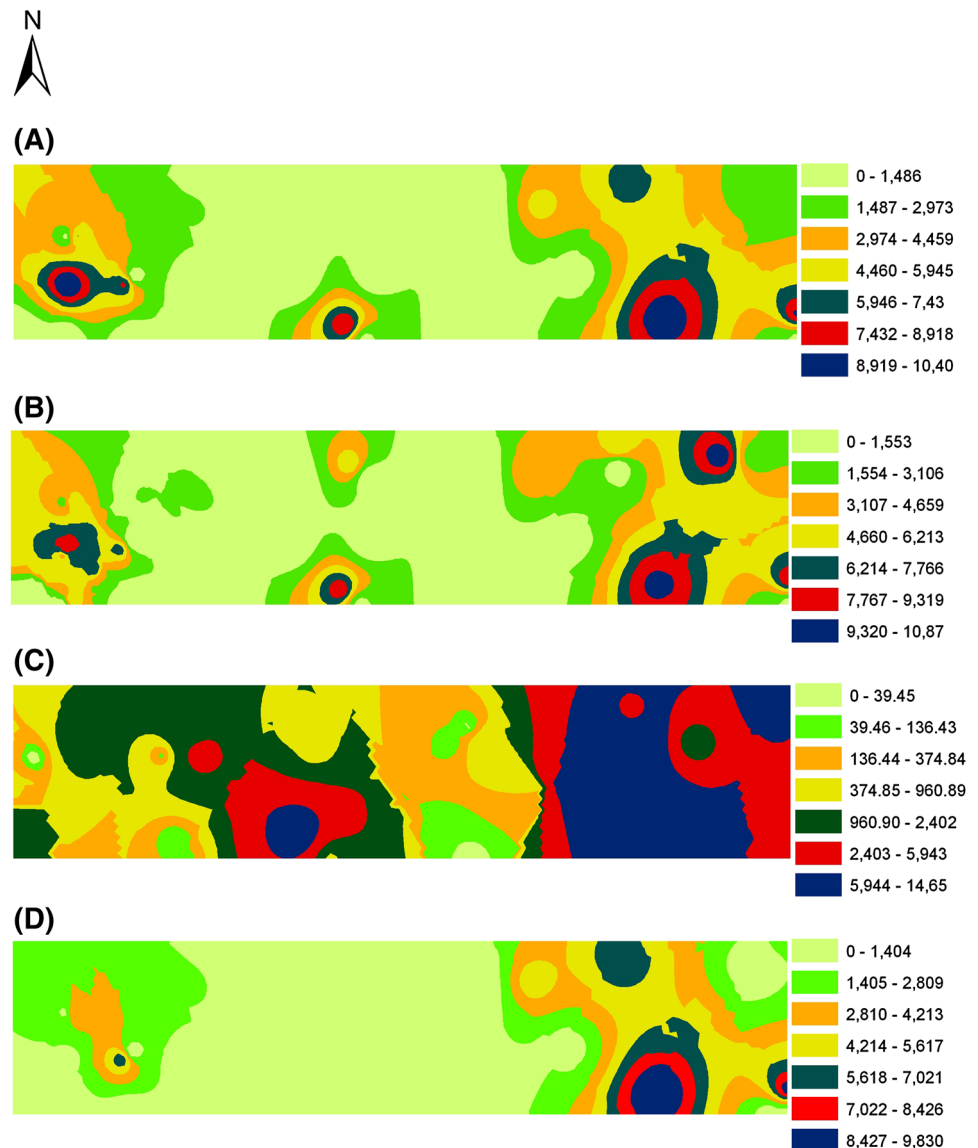 N
(A)
0 - 1,486
1,487 - 2,973
2,974 - 4,459
4,460 - 5,945
5,946 - 7,43
7,432 - 8,918
8,919 - 10,40
(B)
0 - 1,553
1,554 - 3,106
3,107 - 4,659
4,660 - 6,213
6,214 - 7,766
7,767 - 9,319
9,320 - 10,87
(C)
0 - 39.45
39.46 - 136.43
136.44 - 374.84
374.85 - 960.89
960.90 - 2,402
2,403 - 5,943
5,944 - 14,65
(D)
0 - 1,404
1,405 - 2,809
2,810 - 4,213
4,214 - 5,617
5,618 - 7,021
7,022 - 8,426
8,427 - 9,830